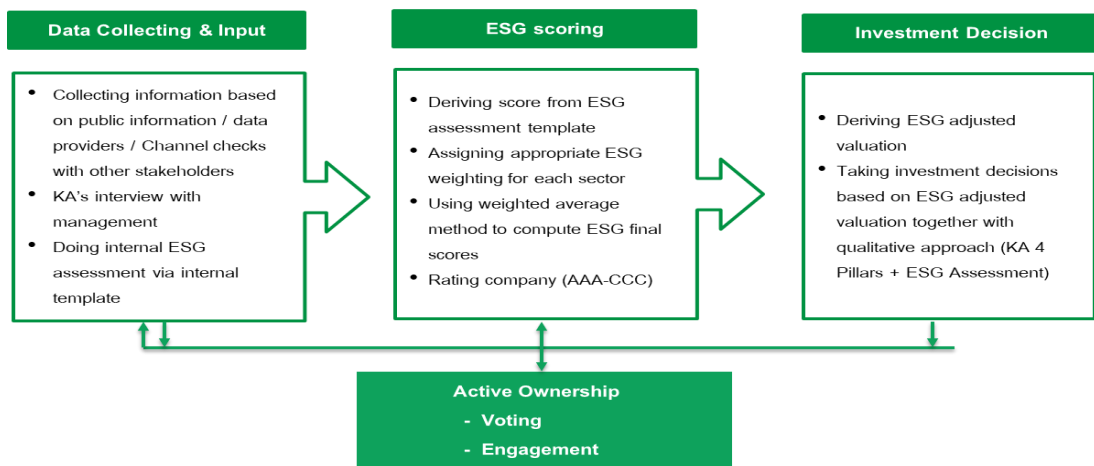 Data Collecting & Input
• Collecting information based
on public information / data
providers / Channel checks
with other stakeholders
• KA's interview with
management
• Doing internal ESG
assessment via internal
template
ESG scoring
• Deriving score from ESG
assessment template
• Assigning appropriate ESG
weighting for each sector
• Using weighted average
method to compute ESG final
scores
• Rating company (AAA-CCC)
Investment Decision
• Deriving ESG adjusted
valuation
• Taking investment decisions
based on ESG adjusted
valuation together with
qualitative approach (KA 4
Pillars + ESG Assessment)
Active Ownership
- Voting
- Engagement